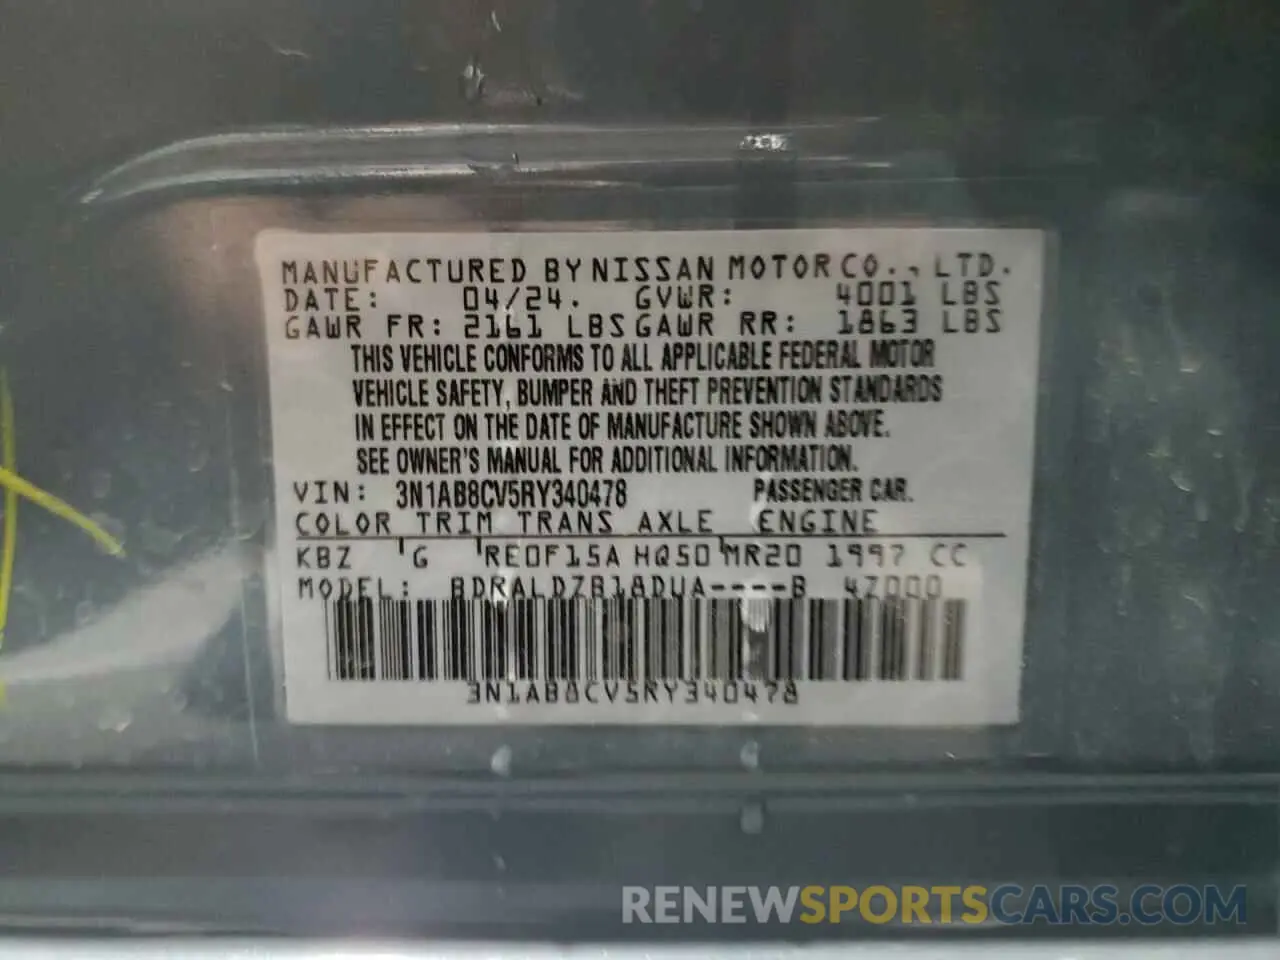 MANUFACTURED BY NISSAN MOTOR CO., LTD.
DATE: 04/24. GVWR: 4001 LBS
GAWR FR: 2161 LBS GAWR RR: 1863 LBS
THIS VEHICLE CONFORMS TO ALL APPLICABLE FEDERAL MOTOR
VEHICLE SAFETY, BUMPER AND THEFT PREVENTION STANDARDS
IN EFFECT ON THE DATE OF MANUFACTURE SHOWN ABOVE.
SEE OWNER'S MANUAL FOR ADDITIONAL INFORMATION.
VIN: 3N1AB8CV5RY340478 PASSENGER CAR.
COLOR TRIM TRANS AXLE ENGINE
KBZ G RE0F15A HQ50 MR20 1997 CC
MODEL: BDRALDZB18DUA----B 4Z000
3N1AB8CV5RY340478
RENEWSPORTSCARS.COM